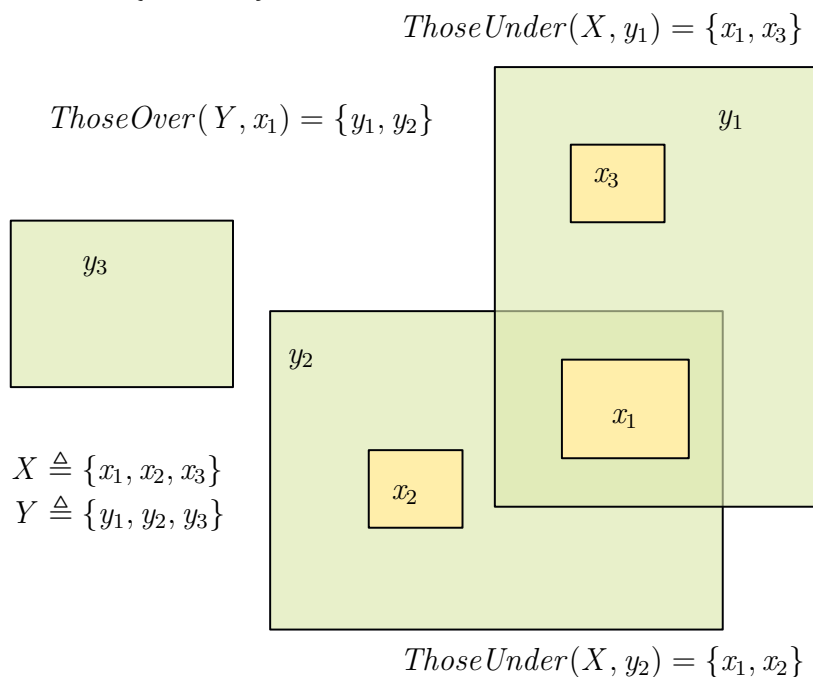 ThoseUnder(X, y₁) = {x₁, x₃}
ThoseOver(Y, x₁) = {y₁, y₂}
y₁
x₃
y₃
y₂
x₁
X ≜ {x₁, x₂, x₃}
x₂
Y ≜ {y₁, y₂, y₃}
ThoseUnder(X, y₂) = {x₁, x₂}